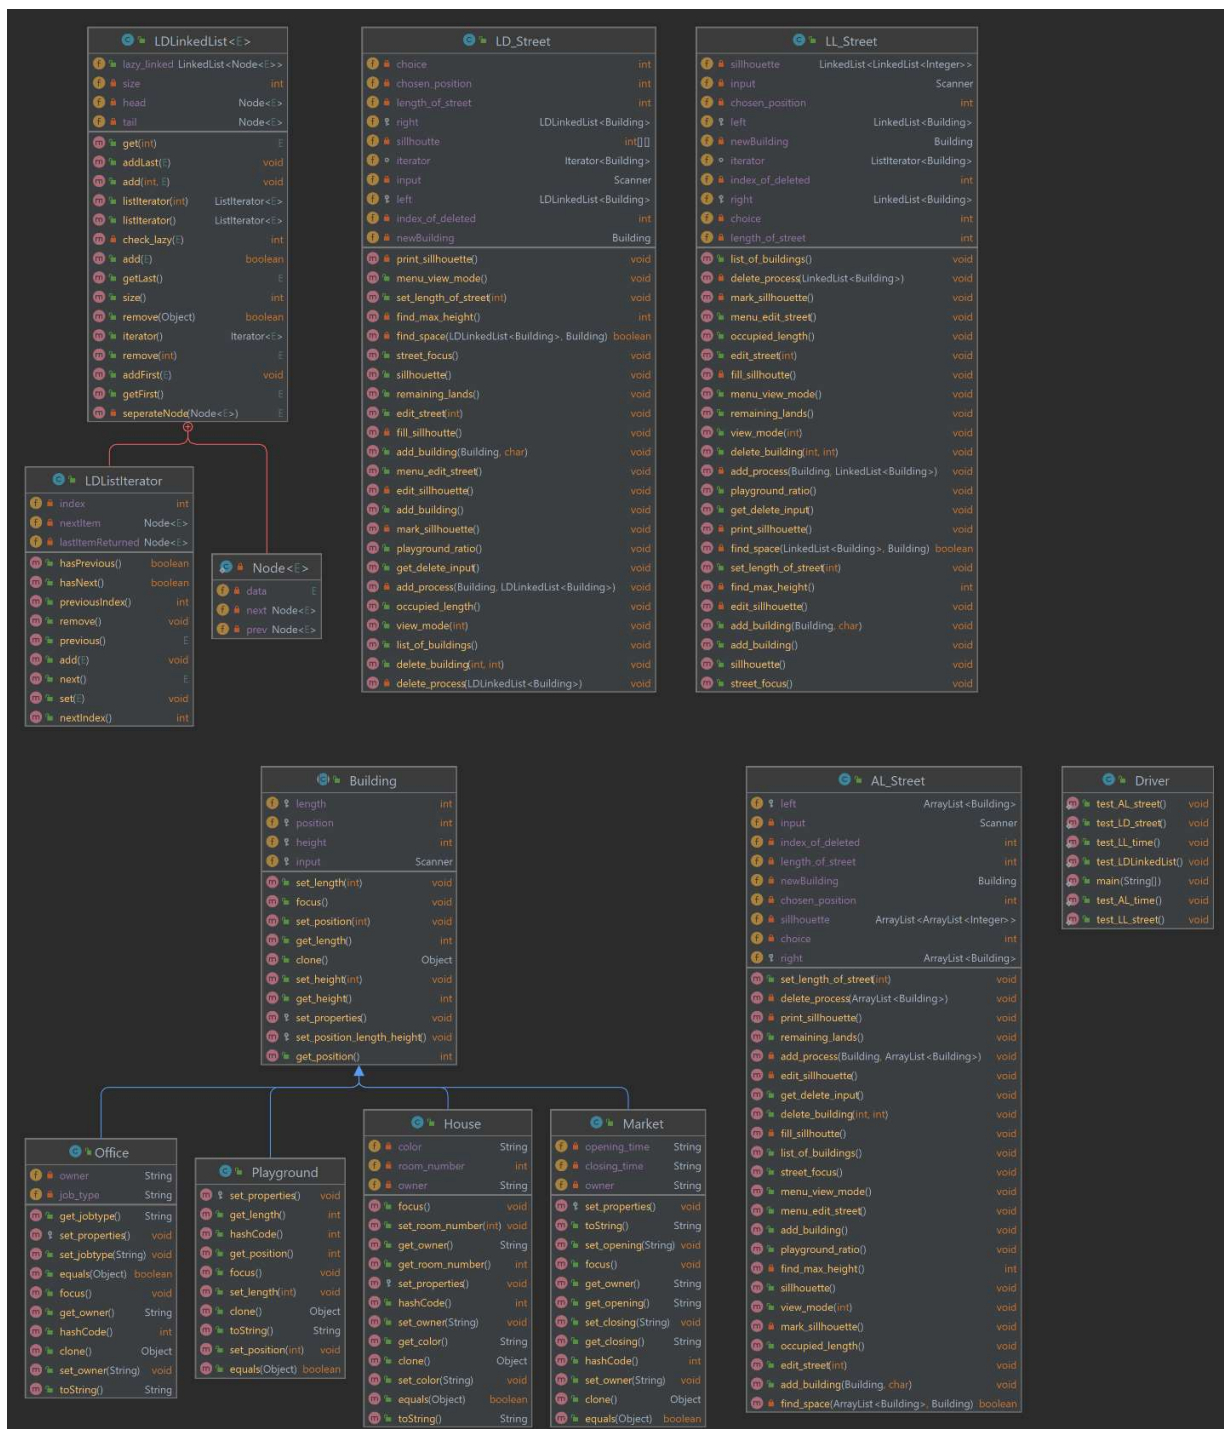 LDLinkedList<E>
lazy_linked LinkedList<Node<E>>
size int
head Node<E>
tail Node<E>
get(int) E
addLast(E) void
add(int, E) void
listIterator(int) ListIterator<E>
listIterator() ListIterator<E>
check_lazy(E) int
add(E) boolean
getLast() E
size() int
remove(Object) boolean
iterator() Iterator<E>
remove(int) E
addFirst(E) void
getFirst() E
seperateNode(Node<E>) E
LDListIterator
index int
nextItem Node<E>
lastItemReturned Node<E>
hasPrevious() boolean
hasNext() boolean
previousIndex() int
remove() void
previous() E
add(E) void
next() E
set(E) void
nextIndex() int
Node<E>
data E
next Node<E>
prev Node<E>
LD_Street
choice int
chosen_position int
length_of_street int
right LDLinkedList<Building>
sillhoutte int[][]
iterator Iterator<Building>
input Scanner
left LDLinkedList<Building>
index_of_deleted int
newBuilding Building
print_sillhouette() void
menu_view_mode() void
set_length_of_street(int) void
find_max_height() int
find_space(LDLinkedList<Building>, Building) boolean
street_focus() void
sillhouette() void
remaining_lands() void
edit_street(int) void
fill_sillhoutte() void
add_building(Building, char) void
menu_edit_street() void
edit_sillhouette() void
add_building() void
mark_sillhouette() void
playground_ratio() void
get_delete_input() void
add_process(Building, LDLinkedList<Building>) void
occupied_length() void
view_mode(int) void
list_of_buildings() void
delete_building(int, int) void
delete_process(LDLinkedList<Building>) void
LL_Street
sillhouette LinkedList<LinkedList<Integer>>
input Scanner
chosen_position int
left LinkedList<Building>
newBuilding Building
iterator ListIterator<Building>
index_of_deleted int
right LinkedList<Building>
choice int
length_of_street int
list_of_buildings() void
delete_process(LinkedList<Building>) void
mark_sillhouette() void
menu_edit_street() void
occupied_length() void
edit_street(int) void
fill_sillhoutte() void
menu_view_mode() void
remaining_lands() void
view_mode(int) void
delete_building(int, int) void
add_process(Building, LinkedList<Building>) void
playground_ratio() void
get_delete_input() void
print_sillhouette() void
find_space(LinkedList<Building>, Building) boolean
set_length_of_street(int) void
find_max_height() int
edit_sillhouette() void
add_building(Building, char) void
add_building() void
sillhouette() void
street_focus() void
Building
length int
position int
height int
input Scanner
set_length(int) void
focus() void
set_position(int) void
get_length() int
clone() Object
set_height(int) void
get_height() int
set_properties() void
set_position_length_height() void
get_position() int
Office
owner String
job_type String
get_jobtype() String
set_properties() void
set_jobtype(String) void
equals(Object) boolean
focus() void
get_owner() String
hashCode() int
clone() Object
set_owner(String) void
toString() String
Playground
set_properties() void
get_length() int
hashCode() int
get_position() int
focus() void
set_length(int) void
clone() Object
toString() String
set_position(int) void
equals(Object) boolean
House
color String
room_number int
owner String
focus() void
set_room_number(int) void
get_owner() String
get_room_number() int
set_properties() void
hashCode() int
set_owner(String) void
get_color() String
clone() Object
set_color(String) void
equals(Object) boolean
toString() String
Market
opening_time String
closing_time String
owner String
set_properties() void
toString() String
set_opening(String) void
focus() void
get_owner() String
get_opening() String
set_closing(String) void
get_closing() String
hashCode() int
set_owner(String) void
clone() Object
equals(Object) boolean
AL_Street
left ArrayList<Building>
input Scanner
index_of_deleted int
length_of_street int
newBuilding Building
chosen_position int
sillhouette ArrayList<ArrayList<Integer>>
choice int
right ArrayList<Building>
set_length_of_street(int) void
delete_process(ArrayList<Building>) void
print_sillhouette() void
remaining_lands() void
add_process(Building, ArrayList<Building>) void
edit_sillhouette() void
get_delete_input() void
delete_building(int, int) void
fill_sillhoutte() void
list_of_buildings() void
street_focus() void
menu_view_mode() void
menu_edit_street() void
add_building() void
playground_ratio() void
find_max_height() int
sillhouette() void
view_mode(int) void
mark_sillhouette() void
occupied_length() void
edit_street(int) void
add_building(Building, char) void
find_space(ArrayList<Building>, Building) boolean
Driver
test_AL_street() void
test_LD_street() void
test_LL_time() void
test_LDLinkedList() void
main(String[]) void
test_AL_time() void
test_LL_street() void